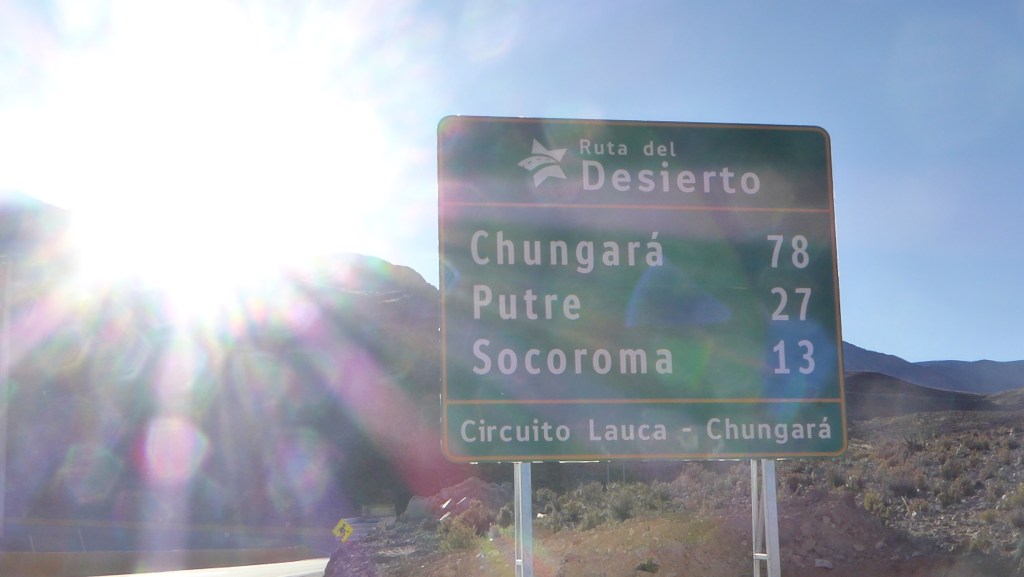 Ruta del
Desierto
Chungará 78
Putre 27
Socoroma 13
Circuito Lauca - Chungará